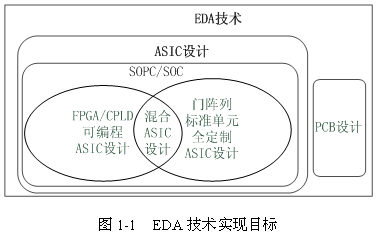 EDA技术
ASIC设计
SOPC/SOC
FPGA/CPLD
可编程
ASIC设计
混合
ASIC
设计
门阵列
标准单元
全定制
ASIC设计
PCB设计
图 1-1 EDA 技术实现目标